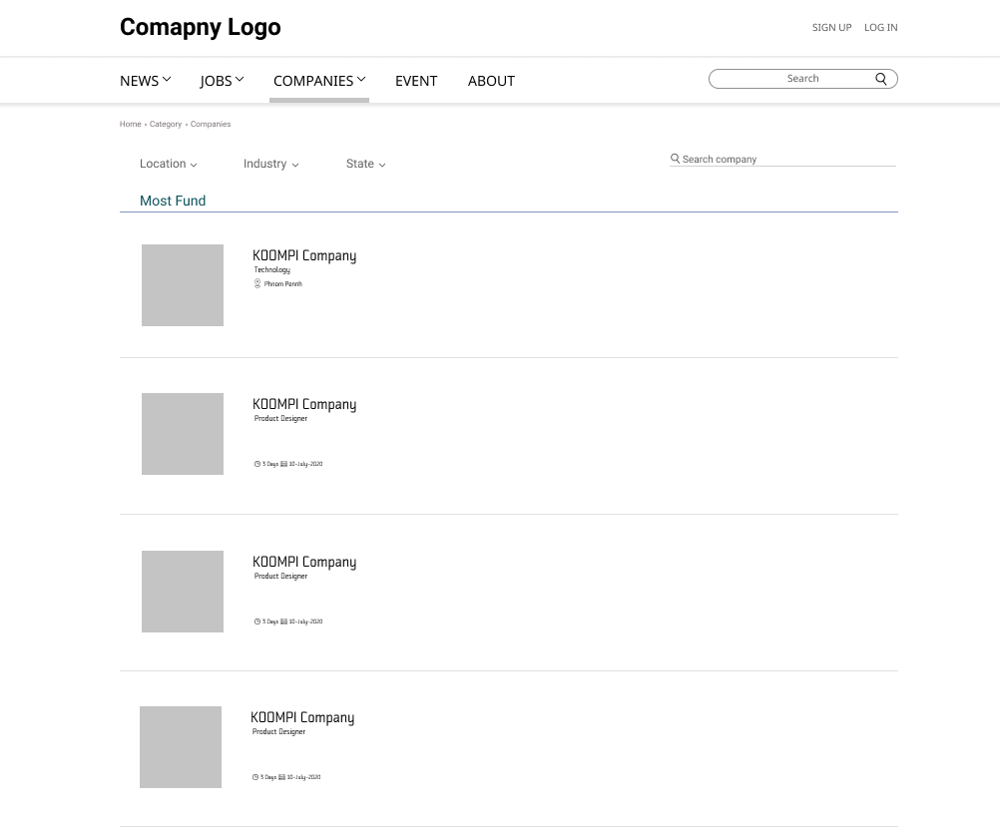 Comapny Logo
SIGN UP LOG IN
NEWS JOBS COMPANIES EVENT ABOUT
Search
Home • Category • Companies
Location Industry State
Search company
Most Fund
KOOMPI Company
Technology
Phnom Pennh
KOOMPI Company
Product Designer
3 Days 10-July-2020
KOOMPI Company
Product Designer
3 Days 10-July-2020
KOOMPI Company
Product Designer
3 Days 10-July-2020